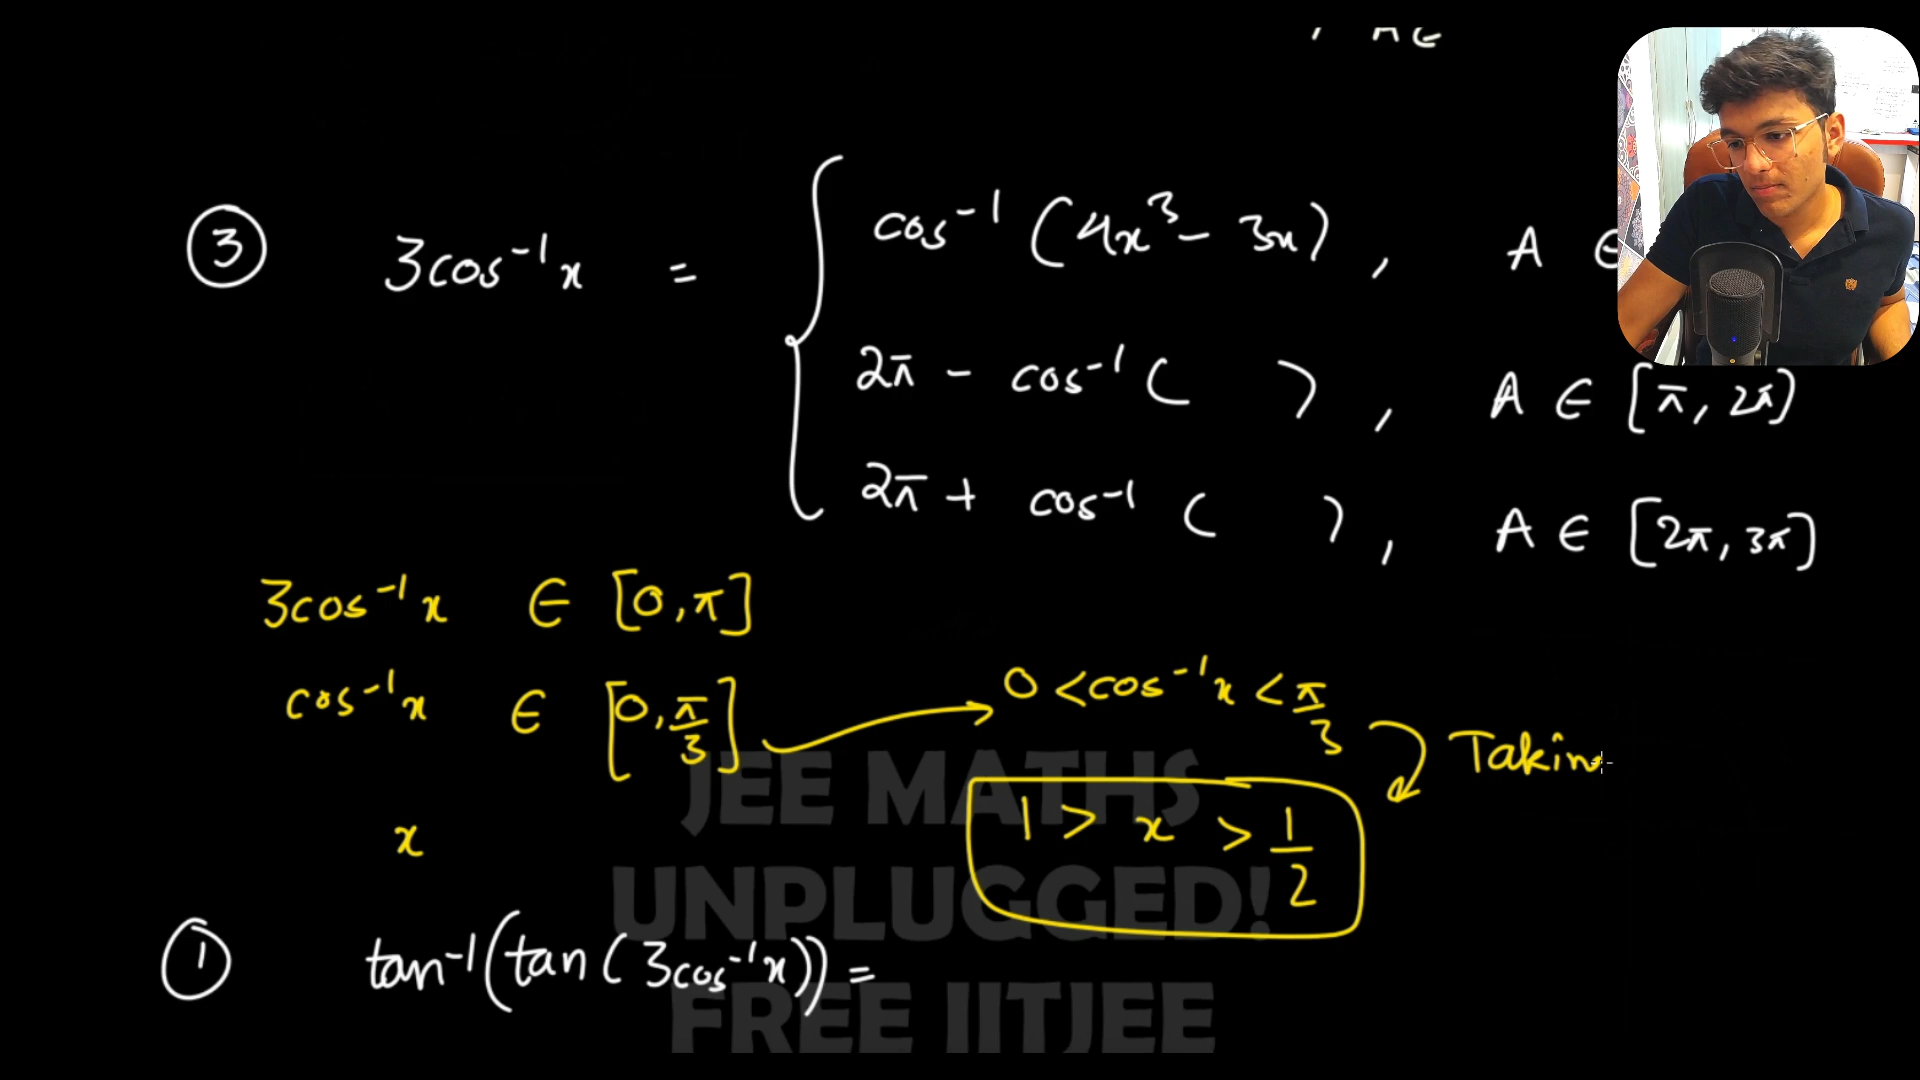 , A ∈
③ 3cos⁻¹x = { cos⁻¹(4x³ - 3x), A ∈
2π - cos⁻¹( ), A ∈ [π, 2π]
2π + cos⁻¹( ), A ∈ [2π, 3π]
3cos⁻¹x ∈ [0, π]
cos⁻¹x ∈ [0, π/3] → 0 < cos⁻¹x < π/3
Takin
x
1 > x > 1/2
① tan⁻¹(tan(3cos⁻¹x)) =
JEE MATHS
UNPLUGGED!
FREE IITJEE